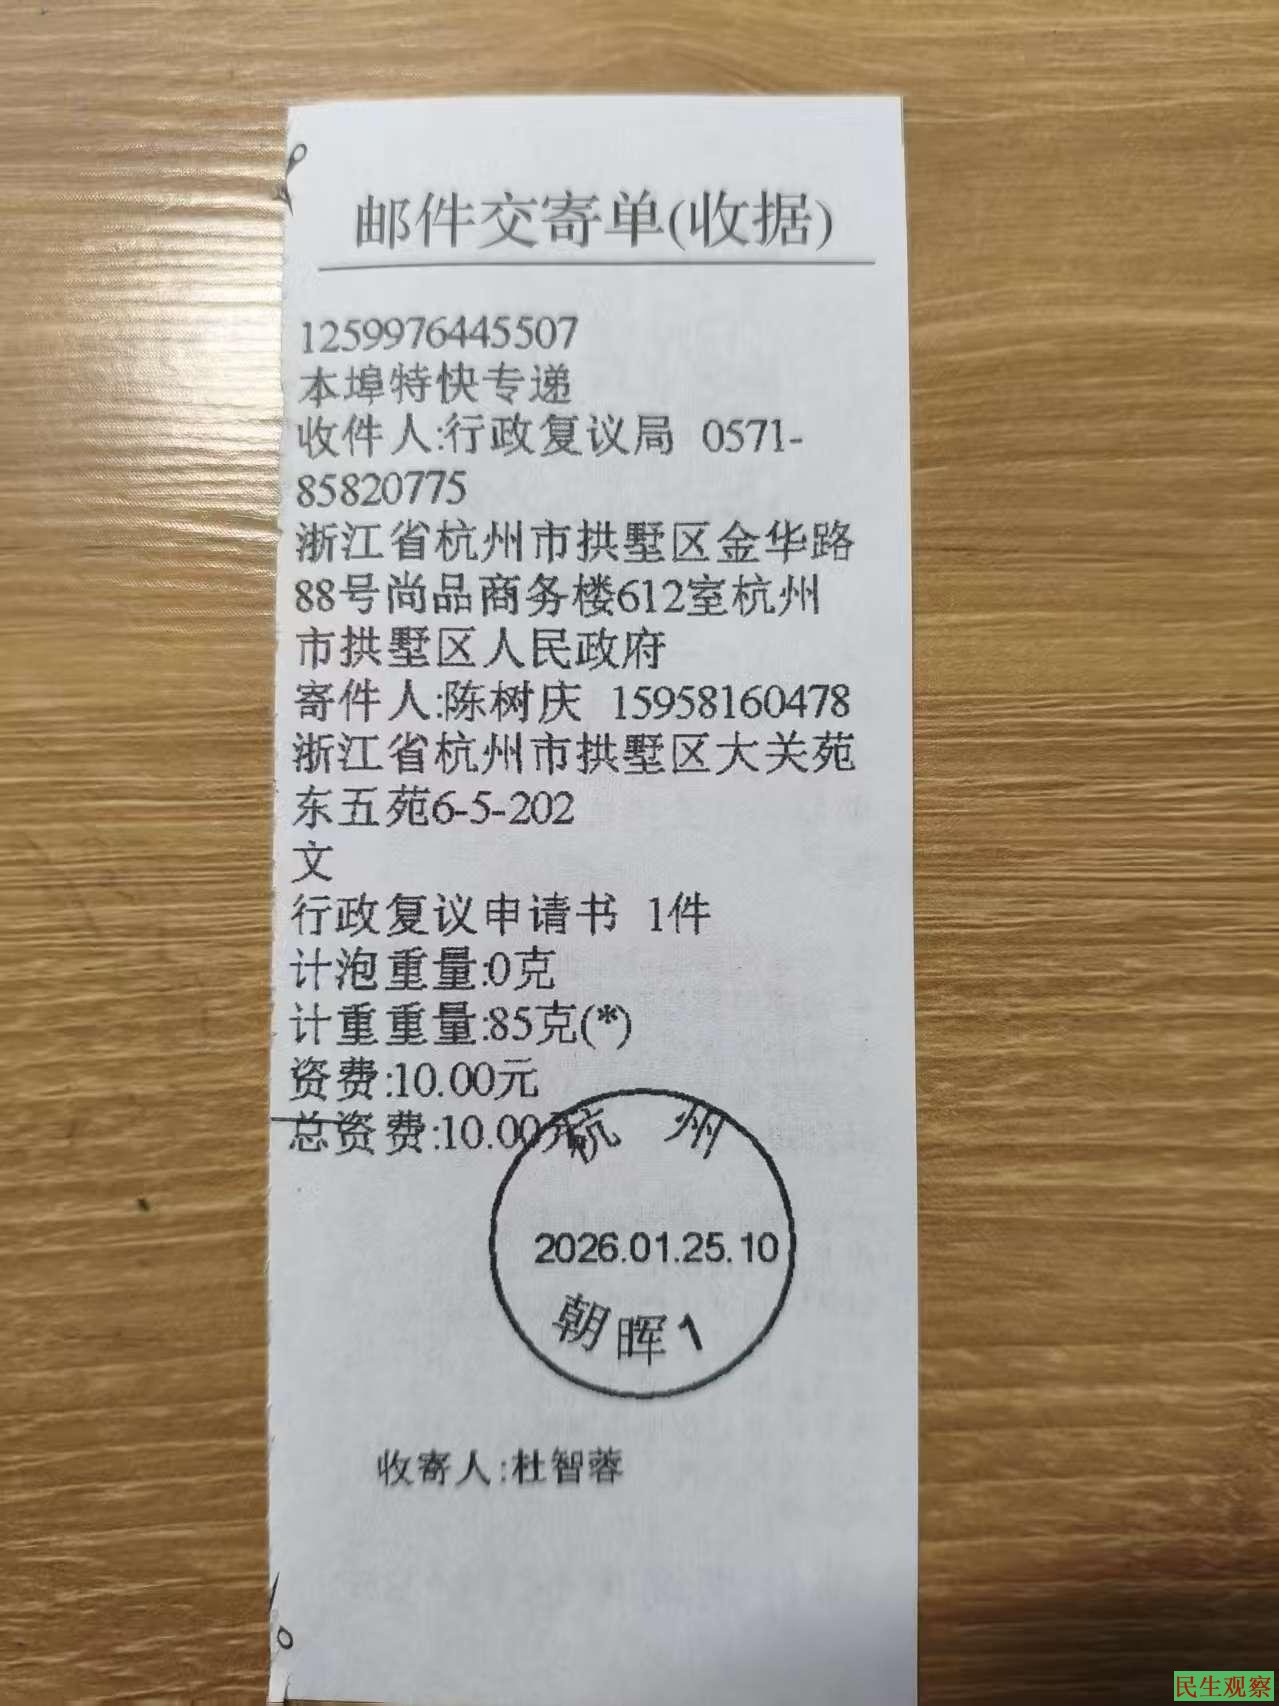 邮件交寄单(收据)
1259976445507
本埠特快专递
收件人:行政复议局 0571-
85820775
浙江省杭州市拱墅区金华路
88号尚品商务楼612室杭州
市拱墅区人民政府
寄件人:陈树庆 15958160478
浙江省杭州市拱墅区大关苑
东五苑6-5-202
文
行政复议申请书 1件
计泡重量:0克
计重重量:85克(*)
资费:10.00元
总资费:10.00元
杭州
2026.01.25.10
朝晖1
收寄人:杜智蓉
民生观察